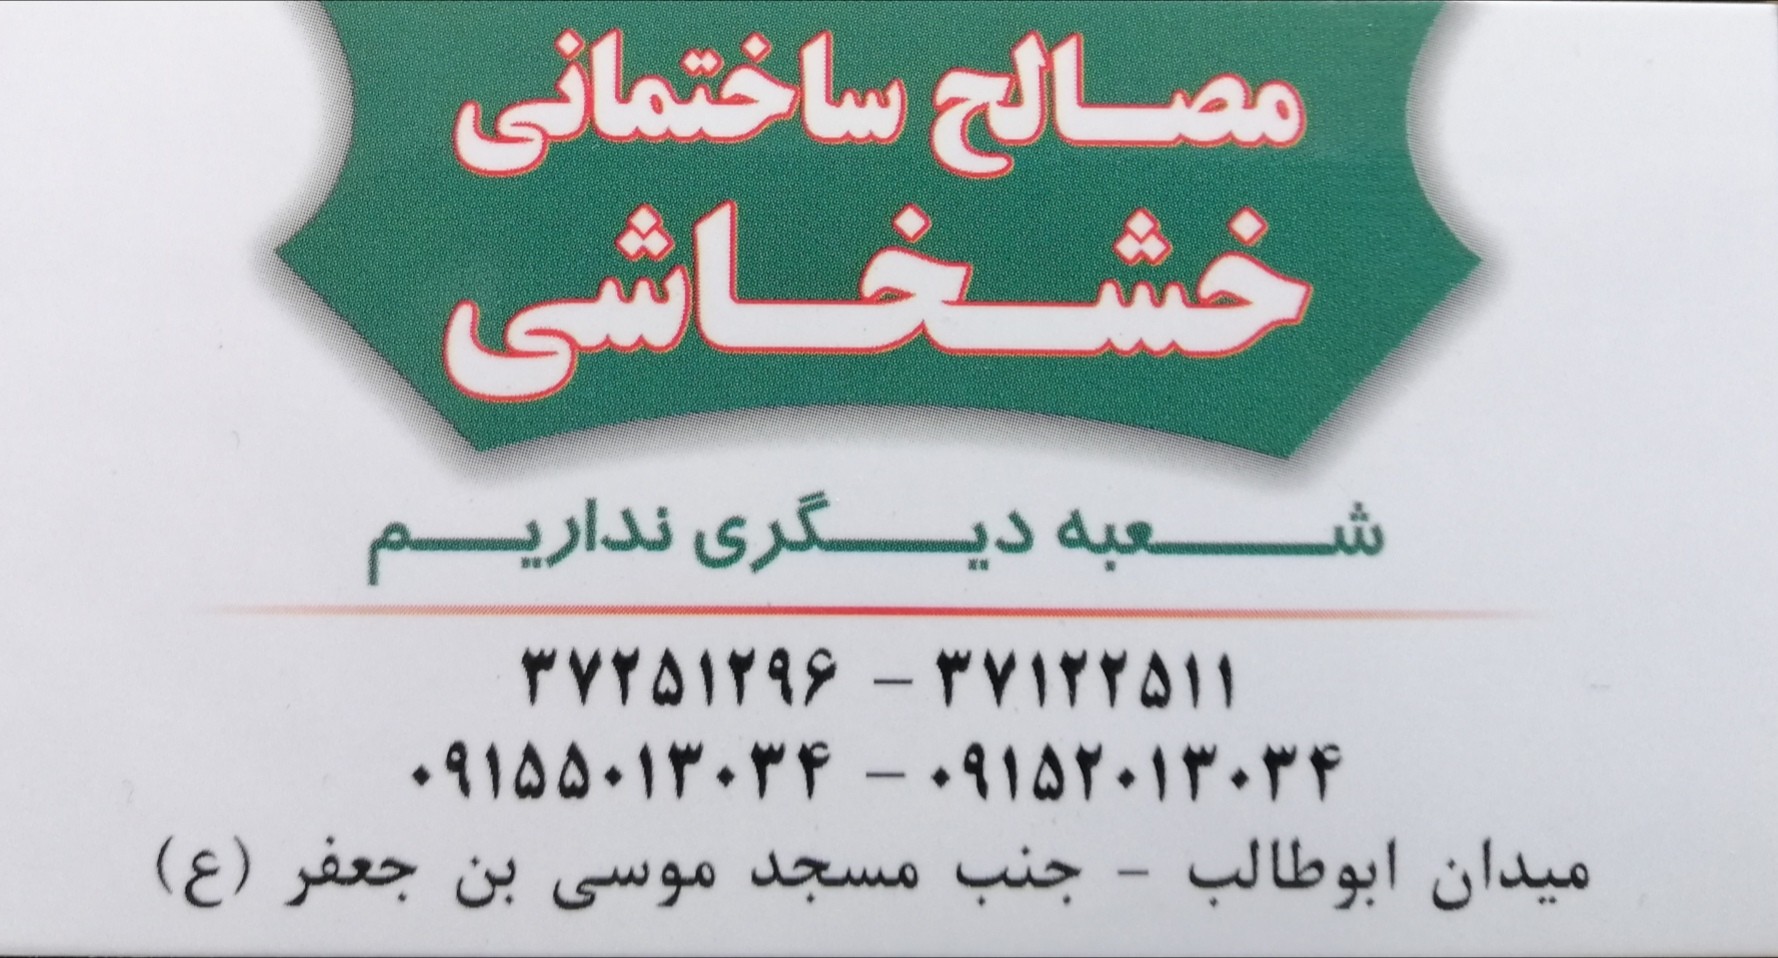 مصالح ساختمانی
خشخاشی
شعبه دیگری نداریم
۳۷۲۵۱۲۹۶ – ۳۷۱۲۲۵۱۱
۰۹۱۵۵۰۱۳۰۳۴ – ۰۹۱۵۲۰۱۳۰۳۴
میدان ابوطالب - جنب مسجد موسی بن جعفر (ع)